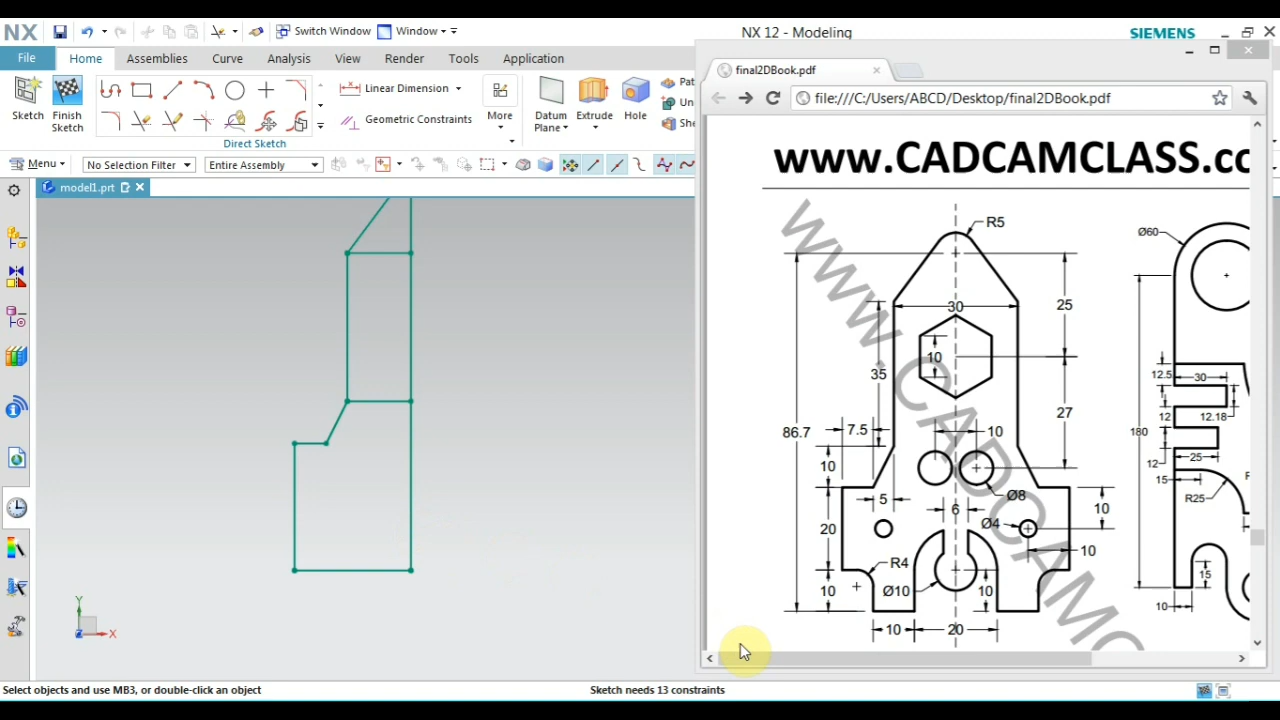 NX Switch Window Window NX 12 - Modeling SIEMENS
File Home Assemblies Curve Analysis View Render Tools Application
final2DBook.pdf
file:///C:/Users/ABCD/Desktop/final2DBook.pdf
Linear Dimension
Geometric Constraints
Sketch
Finish
Sketch
More
Datum
Plane
Extrude
Hole
Direct Sketch
Menu No Selection Filter Entire Assembly
model1.prt
www.CADCAMCLASS.co
www.CADCAMC
R5
30
25
10
35
27
86.7
7.5
10
10
5
Ø8
6
Ø4
10
20
10
R4
Ø10
10
10
10
20
Ø60
12.5
30
12
12.18
180
12
25
15
R25
15
10
Y
X
Z
Select objects and use MB3, or double-click an object
Sketch needs 13 constraints